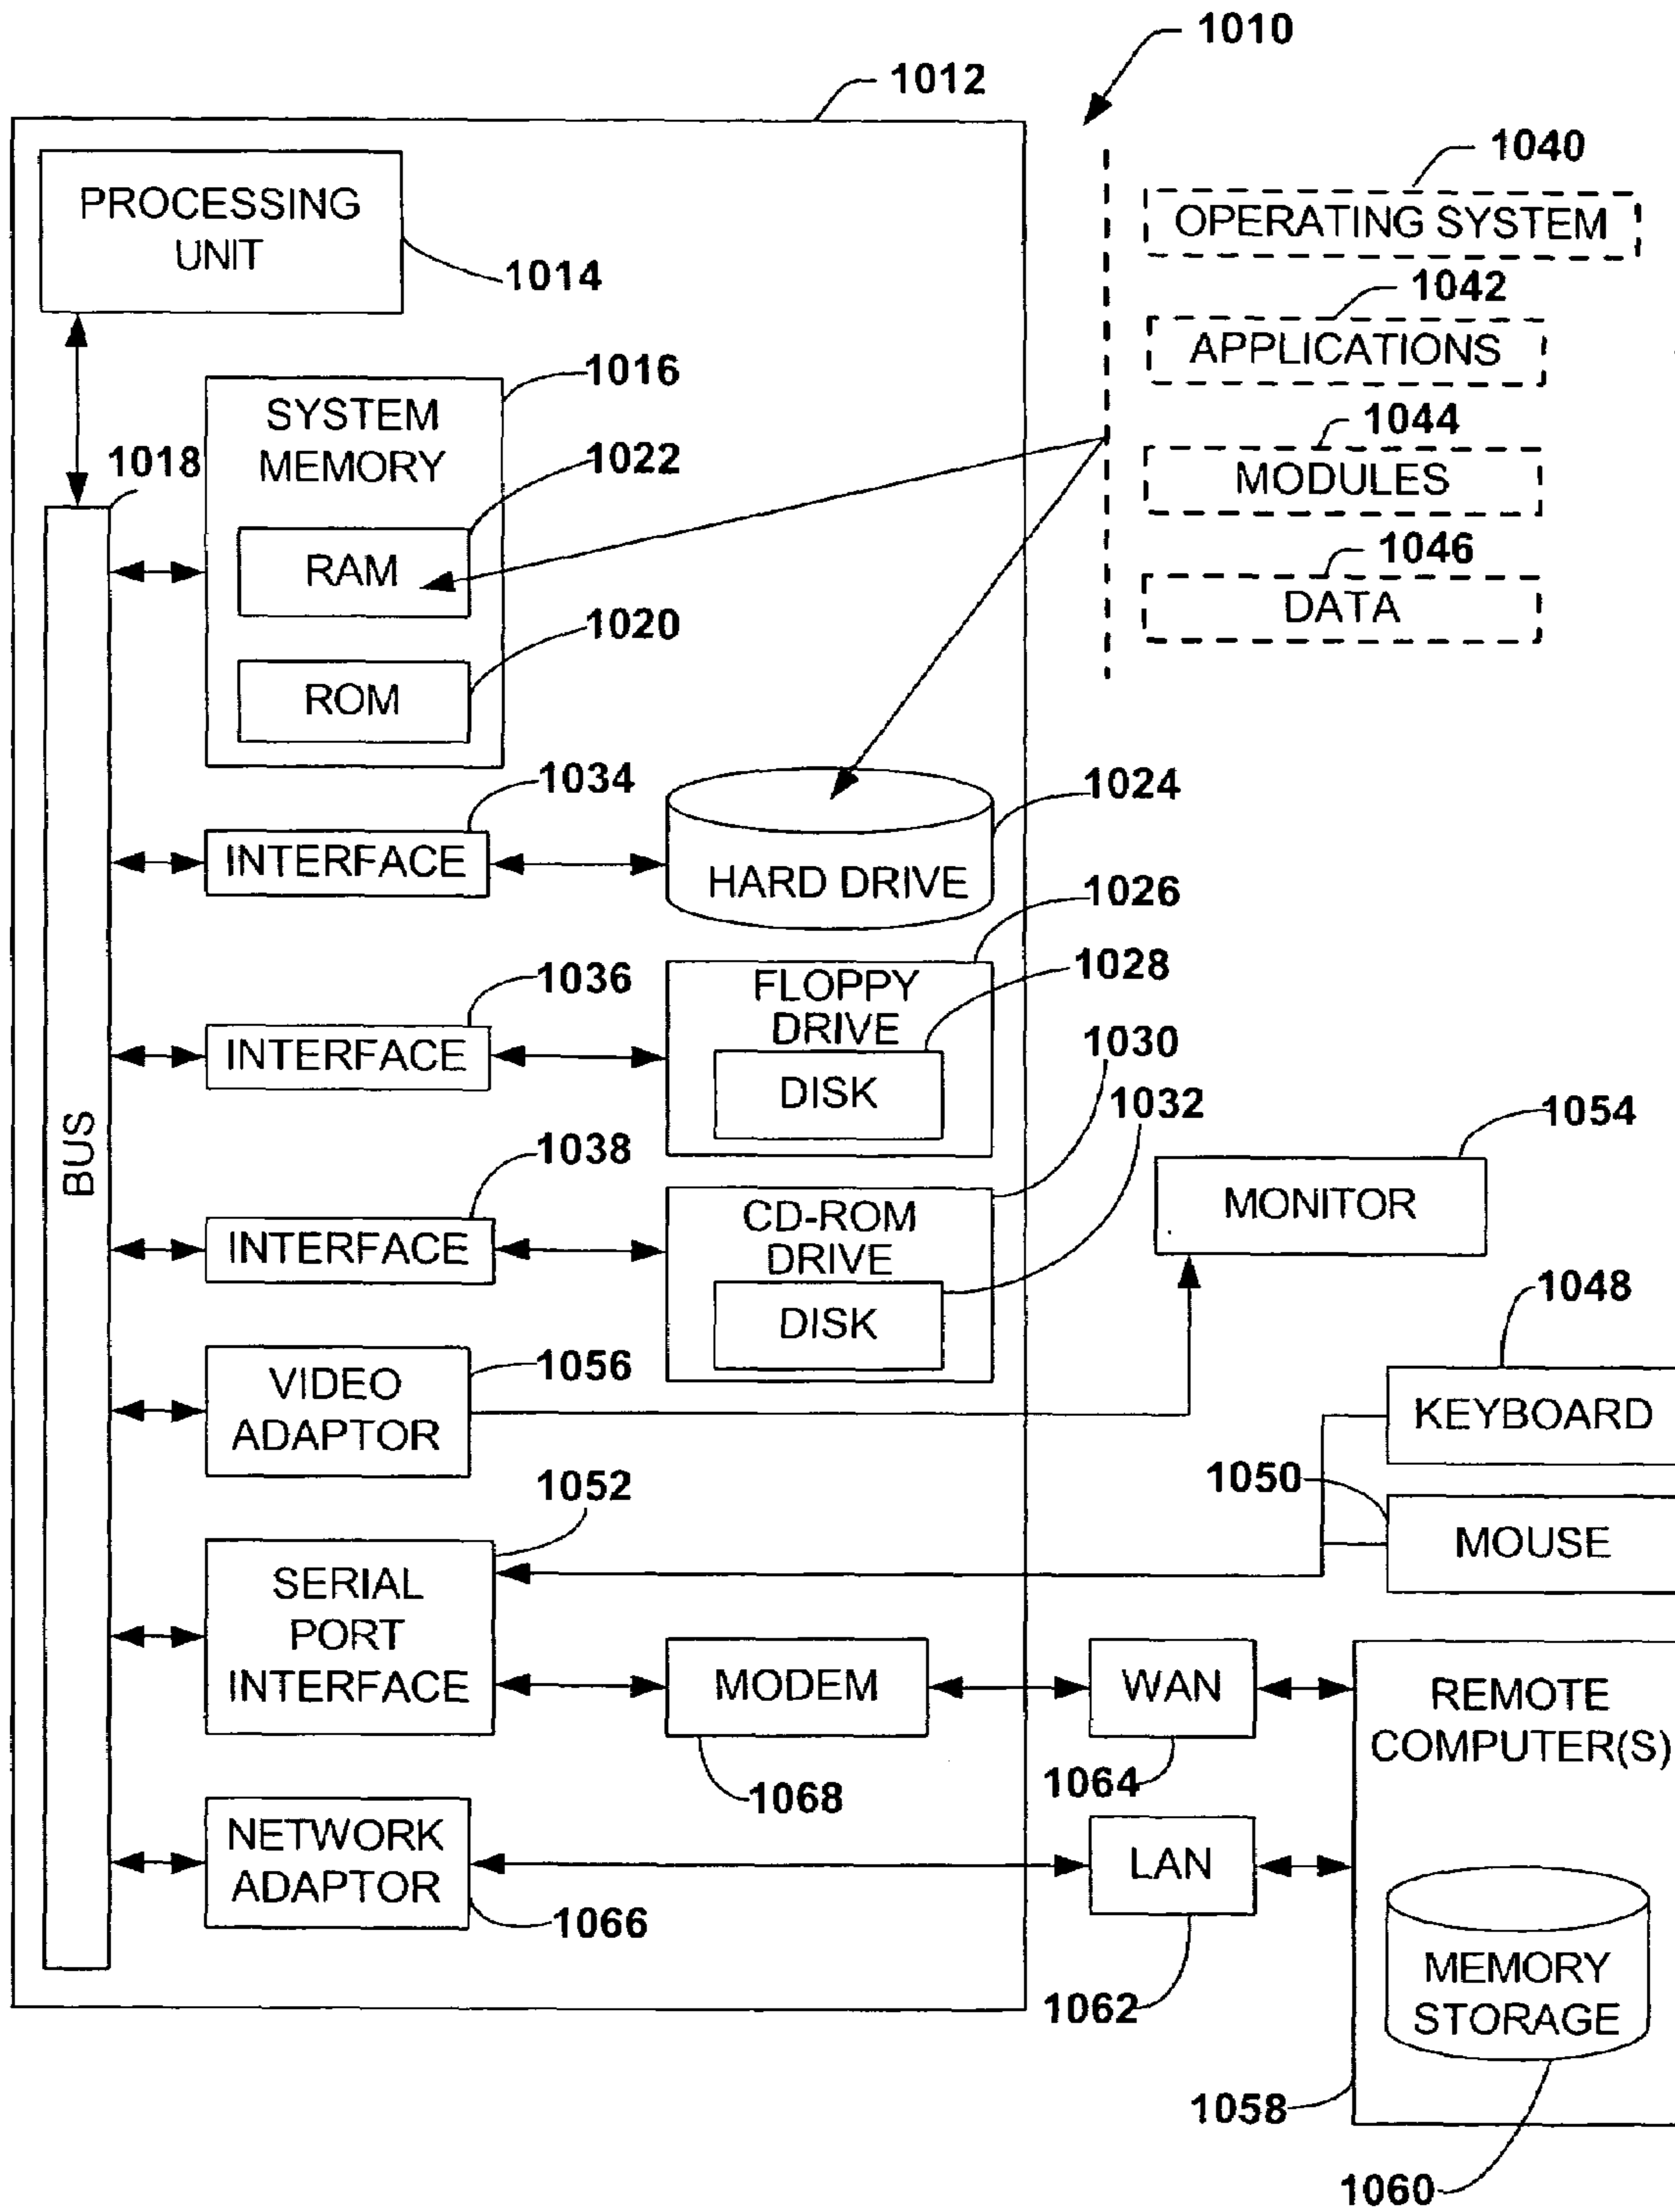 1010
1012
1040
PROCESSING
UNIT
OPERATING SYSTEM
1014
1042
APPLICATIONS
1016
SYSTEM
MEMORY
1044
1018
1022
MODULES
RAM
1046
DATA
1020
ROM
1034
1024
INTERFACE
HARD DRIVE
1026
1036
FLOPPY
DRIVE
1028
INTERFACE
DISK
1030
1032
1054
BUS
1038
MONITOR
INTERFACE
CD-ROM
DRIVE
DISK
1048
1056
VIDEO
ADAPTOR
KEYBOARD
1052
1050
MOUSE
SERIAL
PORT
INTERFACE
MODEM
WAN
REMOTE
COMPUTER(S)
1068
1064
NETWORK
ADAPTOR
LAN
1066
1062
MEMORY
STORAGE
1058
1060